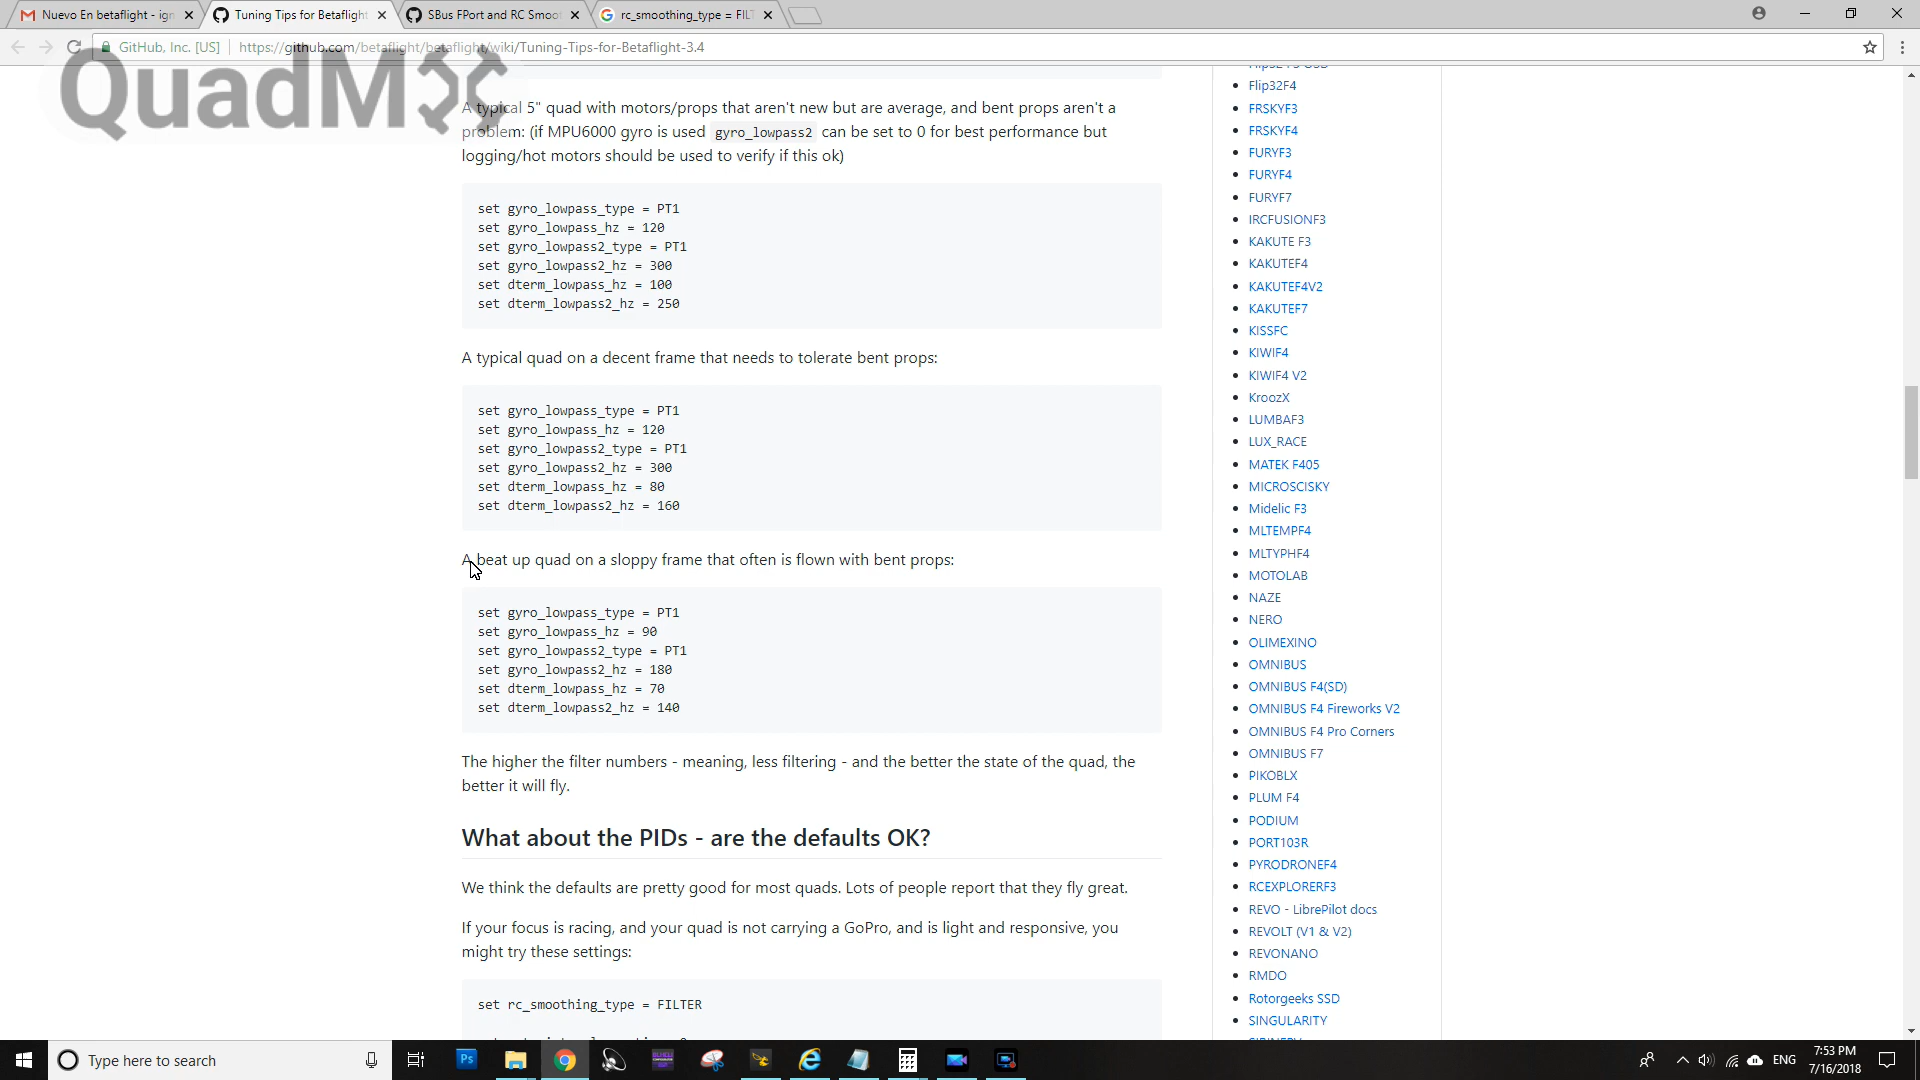 Nuevo En betaflight - ign
Tuning Tips for Betaflight
SBus FPort and RC Smoo
rc_smoothing_type = FILT
GitHub, Inc. [US]
https://github.com/betaflight/betaflight/wiki/Tuning-Tips-for-Betaflight-3.4
QuadM
A typical 5" quad with motors/props that aren't new but are average, and bent props aren't a
problem: (if MPU6000 gyro is used gyro_lowpass2 can be set to 0 for best performance but
logging/hot motors should be used to verify if this ok)
set gyro_lowpass_type = PT1
set gyro_lowpass_hz = 120
set gyro_lowpass2_type = PT1
set gyro_lowpass2_hz = 300
set dterm_lowpass_hz = 100
set dterm_lowpass2_hz = 250
A typical quad on a decent frame that needs to tolerate bent props:
set gyro_lowpass_type = PT1
set gyro_lowpass_hz = 120
set gyro_lowpass2_type = PT1
set gyro_lowpass2_hz = 300
set dterm_lowpass_hz = 80
set dterm_lowpass2_hz = 160
A beat up quad on a sloppy frame that often is flown with bent props:
set gyro_lowpass_type = PT1
set gyro_lowpass_hz = 90
set gyro_lowpass2_type = PT1
set gyro_lowpass2_hz = 180
set dterm_lowpass_hz = 70
set dterm_lowpass2_hz = 140
The higher the filter numbers - meaning, less filtering - and the better the state of the quad, the
better it will fly.
What about the PIDs - are the defaults OK?
We think the defaults are pretty good for most quads. Lots of people report that they fly great.
If your focus is racing, and your quad is not carrying a GoPro, and is light and responsive, you
might try these settings:
set rc_smoothing_type = FILTER
Flip32F4
FRSKYF3
FRSKYF4
FURYF3
FURYF4
FURYF7
IRCFUSIONF3
KAKUTE F3
KAKUTEF4
KAKUTEF4V2
KAKUTEF7
KISSFC
KIWIF4
KIWIF4 V2
KroozX
LUMBAF3
LUX_RACE
MATEK F405
MICROSCISKY
Midelic F3
MLTEMPF4
MLTYPHF4
MOTOLAB
NAZE
NERO
OLIMEXINO
OMNIBUS
OMNIBUS F4(SD)
OMNIBUS F4 Fireworks V2
OMNIBUS F4 Pro Corners
OMNIBUS F7
PIKOBLX
PLUM F4
PODIUM
PORT103R
PYRODRONEF4
RCEXPLORERF3
REVO - LibrePilot docs
REVOLT (V1 & V2)
REVONANO
RMDO
Rotorgeeks SSD
SINGULARITY
Type here to search
Ps
ENG
7:53 PM
7/16/2018